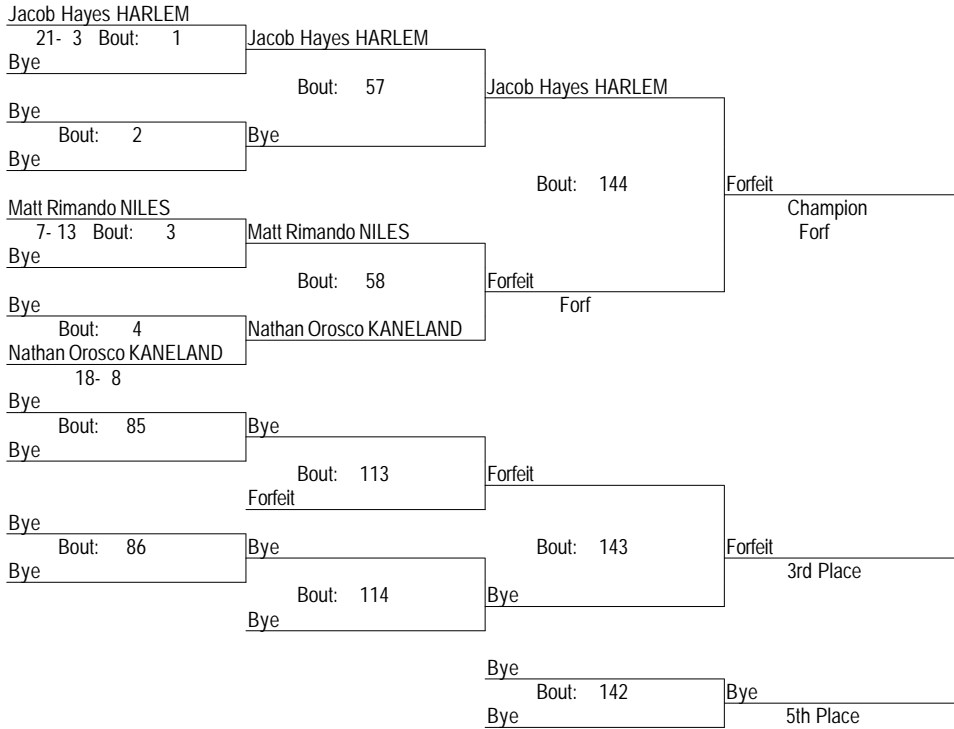 Jacob Hayes HARLEM
21- 3 Bout: 1
Jacob Hayes HARLEM
Bye
Bout: 57
Jacob Hayes HARLEM
Bye
Bout: 2
Bye
Bye
Bout: 144
Forfeit
Matt Rimando NILES
Champion
7- 13 Bout: 3
Matt Rimando NILES
Forf
Bye
Bout: 58
Forfeit
Bye
Forf
Bout: 4
Nathan Orosco KANELAND
Nathan Orosco KANELAND
18- 8
Bye
Bout: 85
Bye
Bye
Bout: 113
Forfeit
Forfeit
Bye
Bout: 86
Bye
Bout: 143
Forfeit
Bye
3rd Place
Bout: 114
Bye
Bye
Bye
Bout: 142
Bye
Bye
5th Place